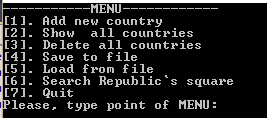 -----------MENU-------------
[1]. Add new country
[2]. Show  all countries
[3]. Delete all countries
[4]. Save to file
[5]. Load from file
[6]. Search Republic`s square
[7]. Quit
Please, type point of MENU: